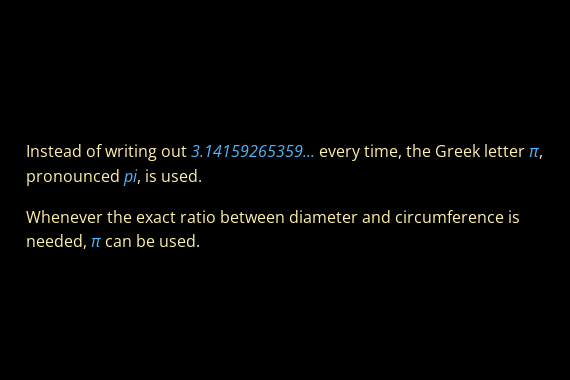 Instead of writing out 3.14159265359... every time, the Greek letter π,
pronounced pi, is used.
Whenever the exact ratio between diameter and circumference is
needed, π can be used.